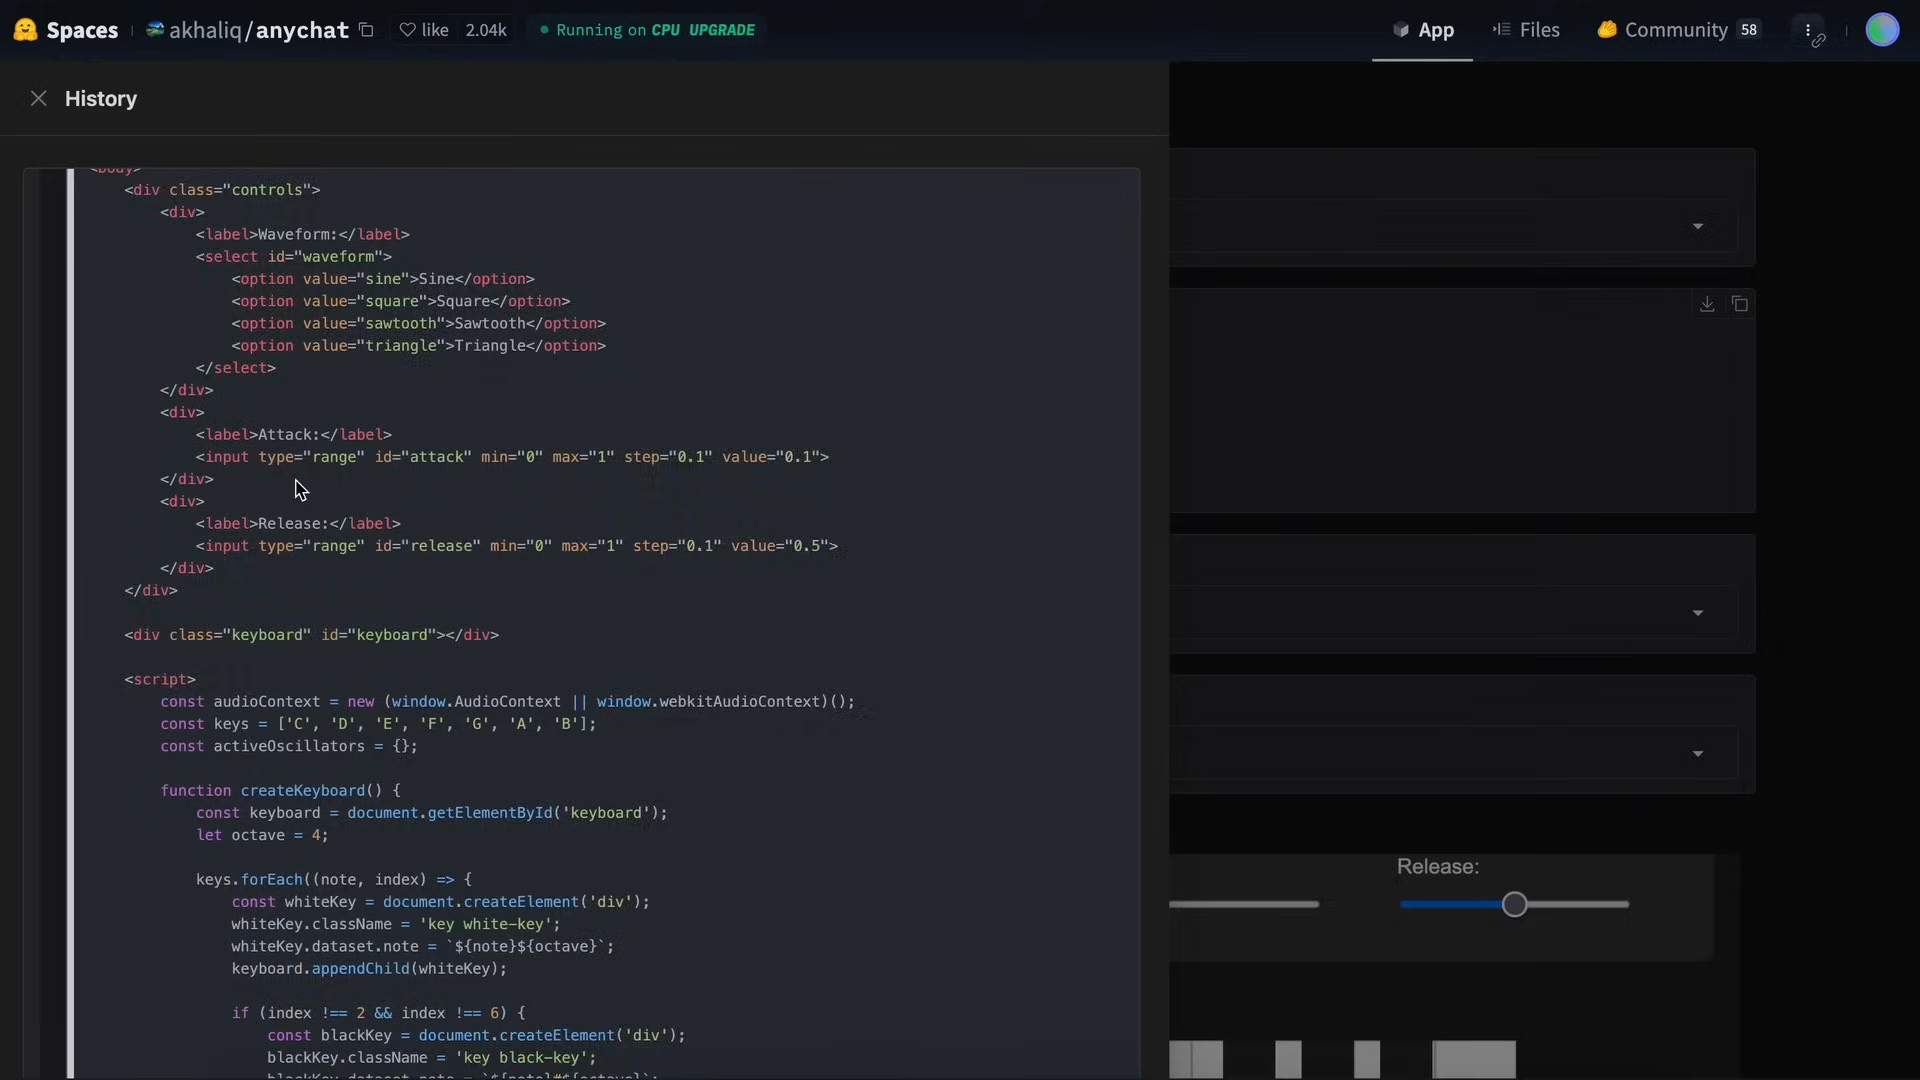 Spaces akhaliq/anychat like 2.04k Running on CPU UPGRADE App Files Community 58
History
<body>
<div class="controls">
<div>
<label>Waveform:</label>
<select id="waveform">
<option value="sine">Sine</option>
<option value="square">Square</option>
<option value="sawtooth">Sawtooth</option>
<option value="triangle">Triangle</option>
</select>
</div>
<div>
<label>Attack:</label>
<input type="range" id="attack" min="0" max="1" step="0.1" value="0.1">
</div>
<div>
<label>Release:</label>
<input type="range" id="release" min="0" max="1" step="0.1" value="0.5">
</div>
</div>
<div class="keyboard" id="keyboard"></div>
<script>
const audioContext = new (window.AudioContext || window.webkitAudioContext)();
const keys = ['C', 'D', 'E', 'F', 'G', 'A', 'B'];
const activeOscillators = {};
function createKeyboard() {
const keyboard = document.getElementById('keyboard');
let octave = 4;
keys.forEach((note, index) => {
const whiteKey = document.createElement('div');
whiteKey.className = 'key white-key';
whiteKey.dataset.note = `${note}${octave}`;
keyboard.appendChild(whiteKey);
if (index !== 2 && index !== 6) {
const blackKey = document.createElement('div');
blackKey.className = 'key black-key';
blackKey.dataset.note = `${note}#${octave}`;
Release: